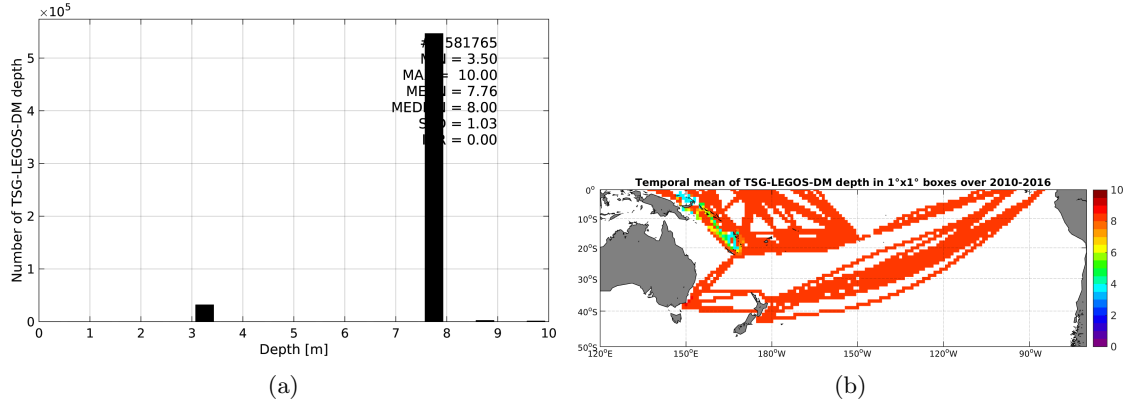 ×10⁵
# 581765
MIN = 3.50
MAX = 10.00
MEAN = 7.76
MEDIAN = 8.00
STD = 1.03
IQR = 0.00
5
4
3
2
1
0
Number of TSG-LEGOS-DM depth
0 1 2 3 4 5 6 7 8 9 10
Depth [m]
(a)
Temporal mean of TSG-LEGOS-DM depth in 1°x1° boxes over 2010-2016
0°
10°S
20°S
30°S
40°S
50°S
120°E 150°E 180°W 150°W 120°W 90°W
10
8
6
4
2
0
(b)